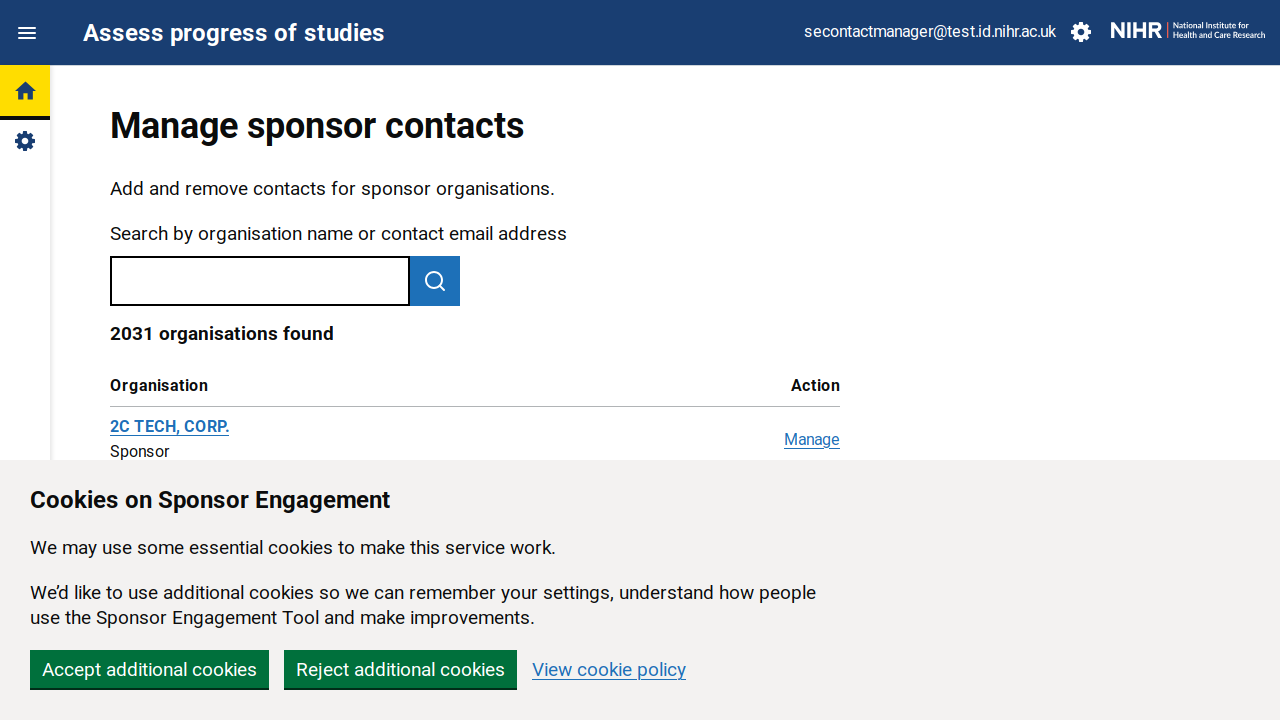 Assess progress of studies
secontactmanager@test.id.nihr.ac.uk
NIHR
National Institute for
Health and Care Research
Manage sponsor contacts
Add and remove contacts for sponsor organisations.
Search by organisation name or contact email address
2031 organisations found
Organisation Action
2C TECH, CORP.
Manage
Sponsor
Cookies on Sponsor Engagement
We may use some essential cookies to make this service work.
We’d like to use additional cookies so we can remember your settings, understand how people
use the Sponsor Engagement Tool and make improvements.
Accept additional cookies Reject additional cookies View cookie policy